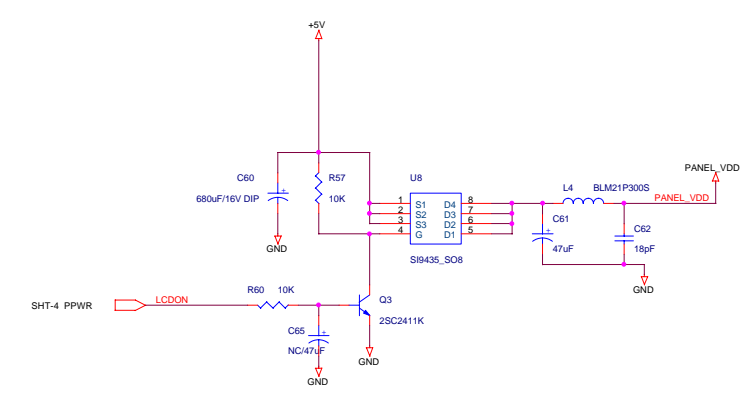 +5V
PANEL_VDD
C60
680uF/16V DIP
GND
R57
10K
U8
1
2
3
4
S1
S2
S3
G
D4
D3
D2
D1
8
7
6
5
SI9435_SO8
L4 BLM21P300S
PANEL_VDD
C61
47uF
C62
18pF
GND
SHT-4 PPWR
LCDON
R60 10K
Q3
2SC2411K
C65
NC/47uF
GND
GND